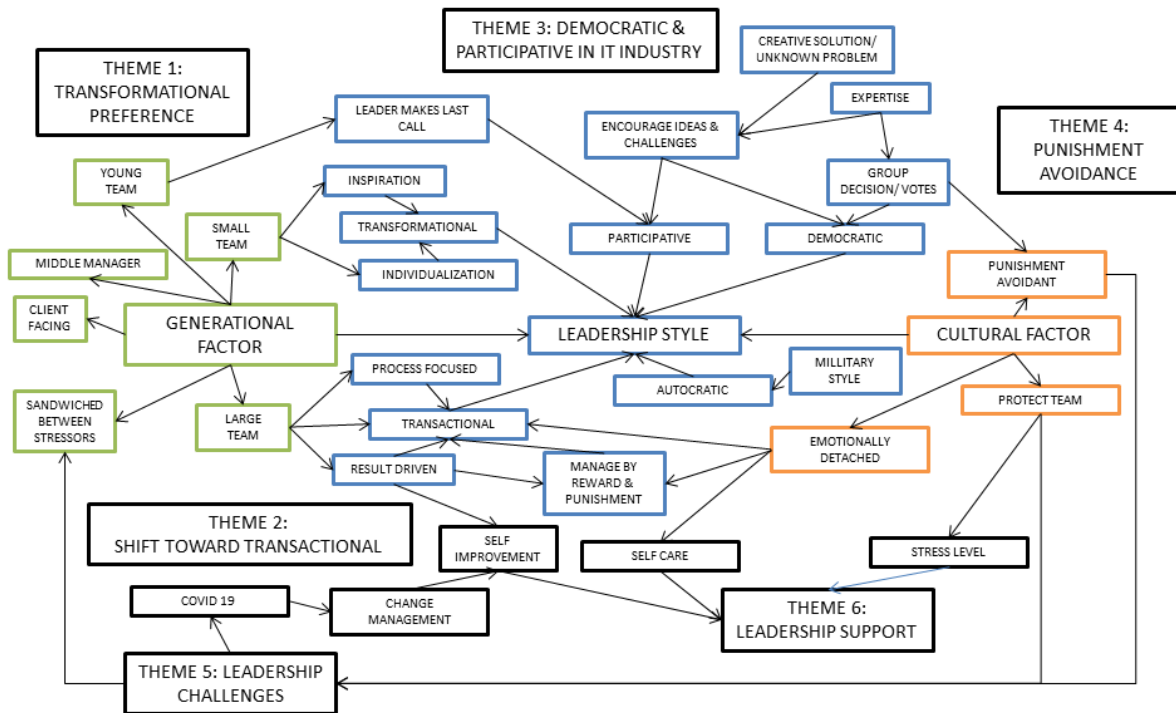 THEME 3: DEMOCRATIC &
PARTICIPATIVE IN IT INDUSTRY
CREATIVE SOLUTION/
UNKNOWN PROBLEM
THEME 1:
TRANSFORMATIONAL
PREFERENCE
LEADER MAKES LAST
CALL
EXPERTISE
ENCOURAGE IDEAS &
CHALLENGES
THEME 4:
PUNISHMENT
AVOIDANCE
YOUNG
TEAM
INSPIRATION
GROUP
DECISION/ VOTES
SMALL
TEAM
TRANSFORMATIONAL
PARTICIPATIVE
DEMOCRATIC
MIDDLE MANAGER
INDIVIDUALIZATION
PUNISHMENT
AVOIDANT
CLIENT
FACING
GENERATIONAL
FACTOR
LEADERSHIP STYLE
CULTURAL FACTOR
PROCESS FOCUSED
AUTOCRATIC
MILLITARY
STYLE
SANDWICHED
BETWEEN
STRESSORS
LARGE
TEAM
TRANSACTIONAL
PROTECT TEAM
EMOTIONALLY
DETACHED
RESULT DRIVEN
MANAGE BY
REWARD &
PUNISHMENT
THEME 2:
SHIFT TOWARD TRANSACTIONAL
SELF
IMPROVEMENT
SELF CARE
STRESS LEVEL
COVID 19
CHANGE
MANAGEMENT
THEME 6:
LEADERSHIP SUPPORT
THEME 5: LEADERSHIP
CHALLENGES